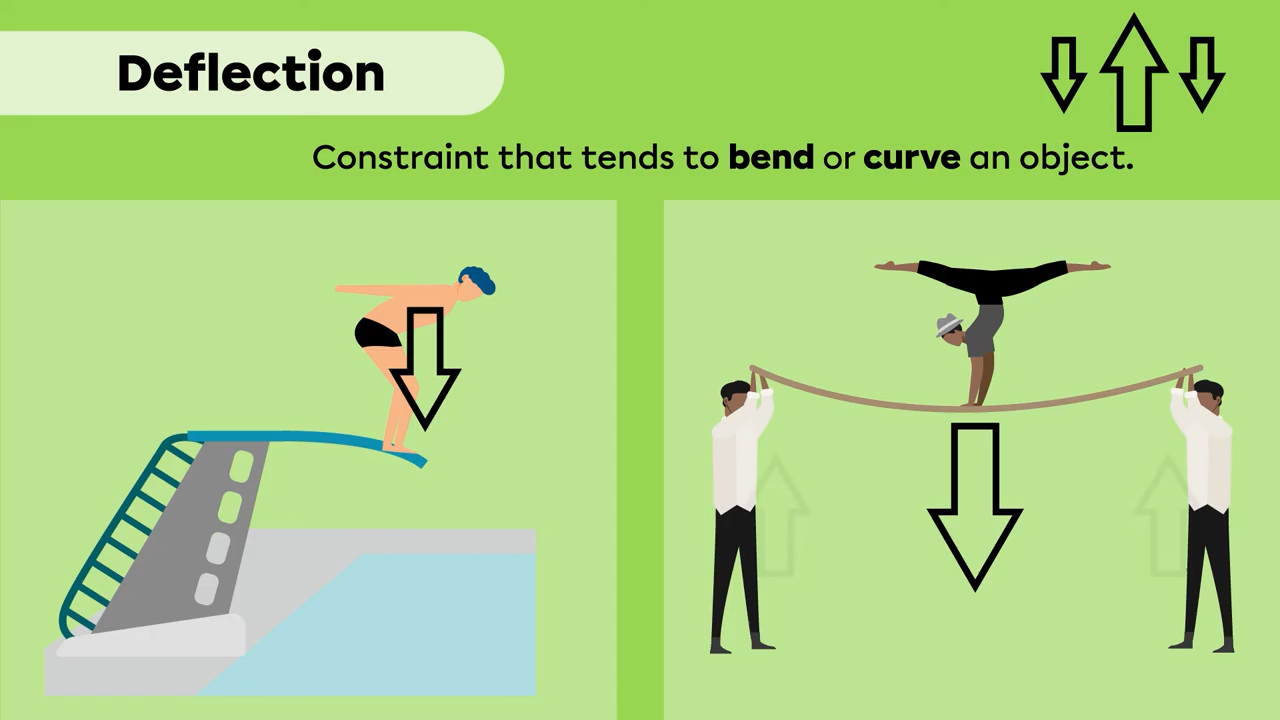 Deflection
Constraint that tends to bend or curve an object.